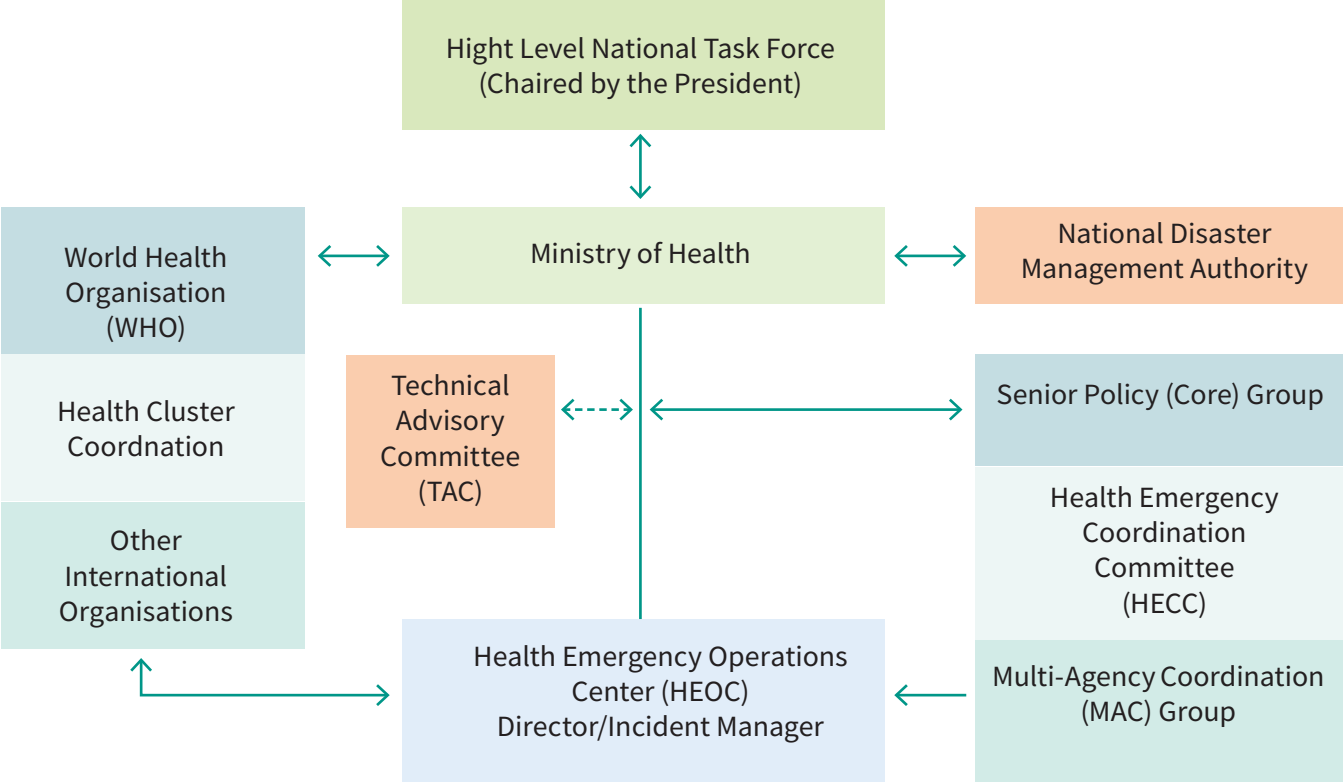 Hight Level National Task Force
(Chaired by the President)
World Health
Organisation
(WHO)
Ministry of Health
National Disaster
Management Authority
Health Cluster
Coordnation
Technical
Advisory
Committee
(TAC)
Senior Policy (Core) Group
Other
International
Organisations
Health Emergency
Coordination
Committee
(HECC)
Health Emergency Operations
Center (HEOC)
Director/Incident Manager
Multi-Agency Coordination
(MAC) Group